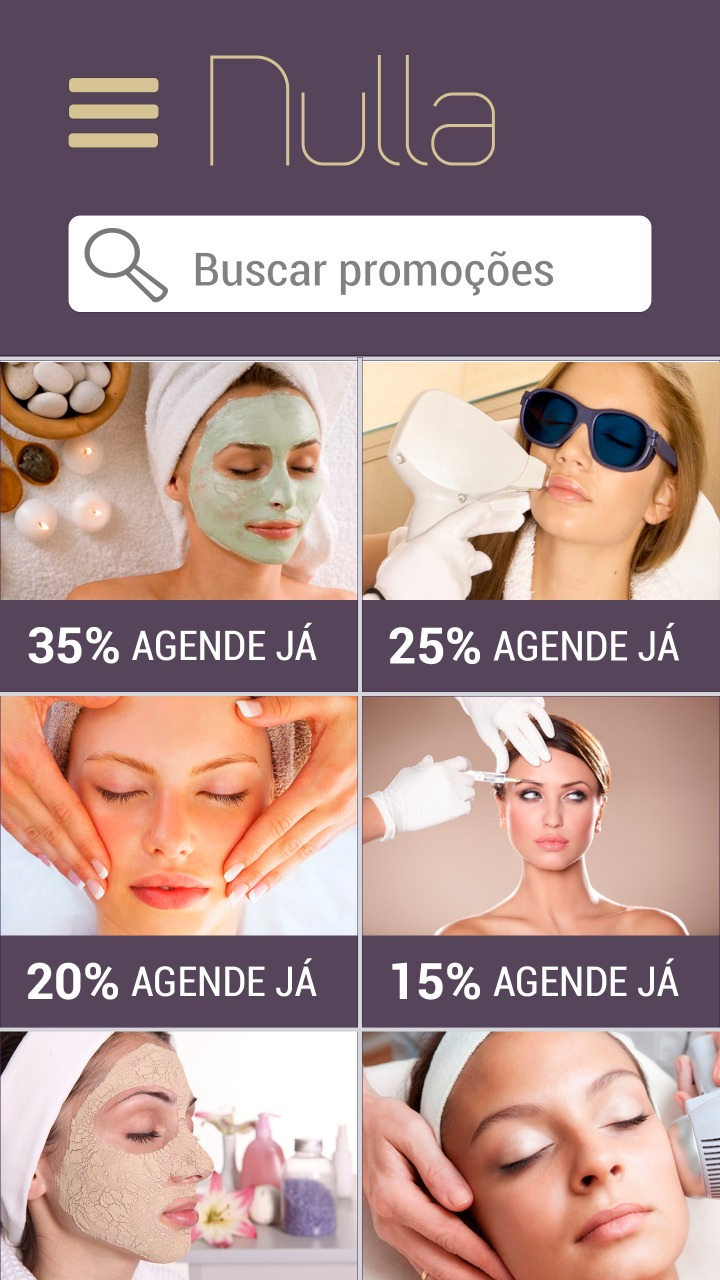 Nulla
Buscar promoções
35% AGENDE JÁ
25% AGENDE JÁ
20% AGENDE JÁ
15% AGENDE JÁ